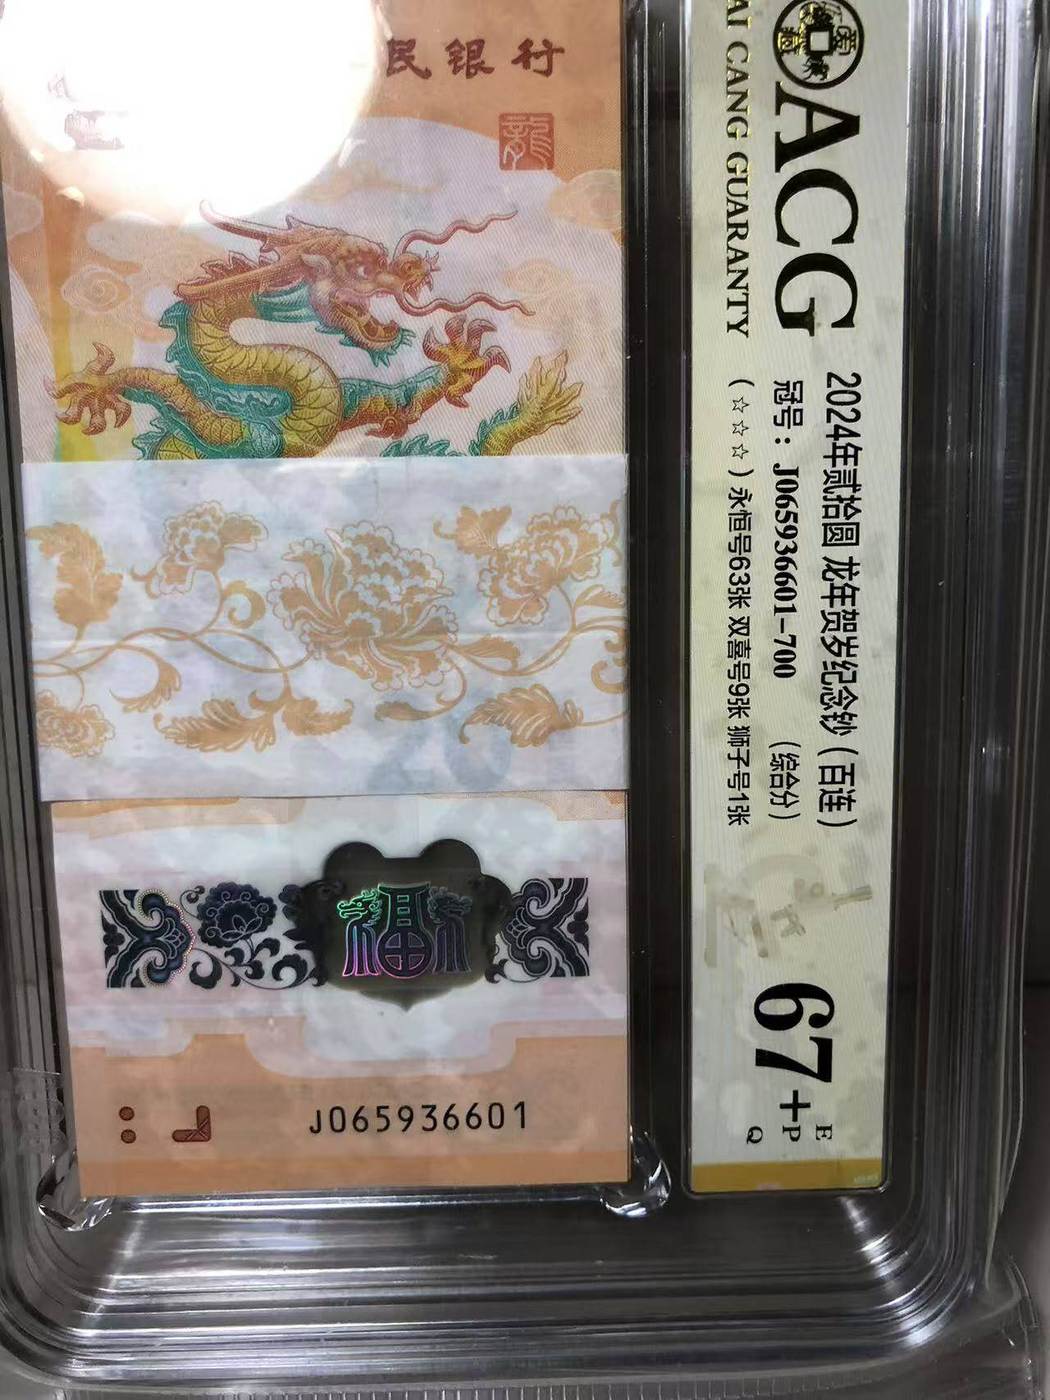 民银行
龍
福
J065936601
ACG
AI CANG GUARANTY
2024年贰拾圆 龙年贺岁纪念钞（百连）
冠号：J065936601-700 （综合分）
（☆☆☆）永恒号63张 双喜号9张 狮子号1张
67+
E
P
Q